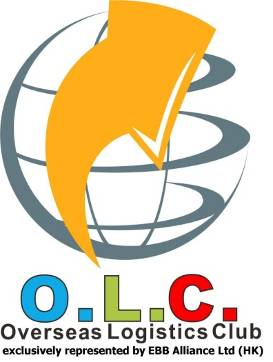 O.L.C.
Overseas Logistics Club
exclusively represented by EBB Alliance Ltd (HK)